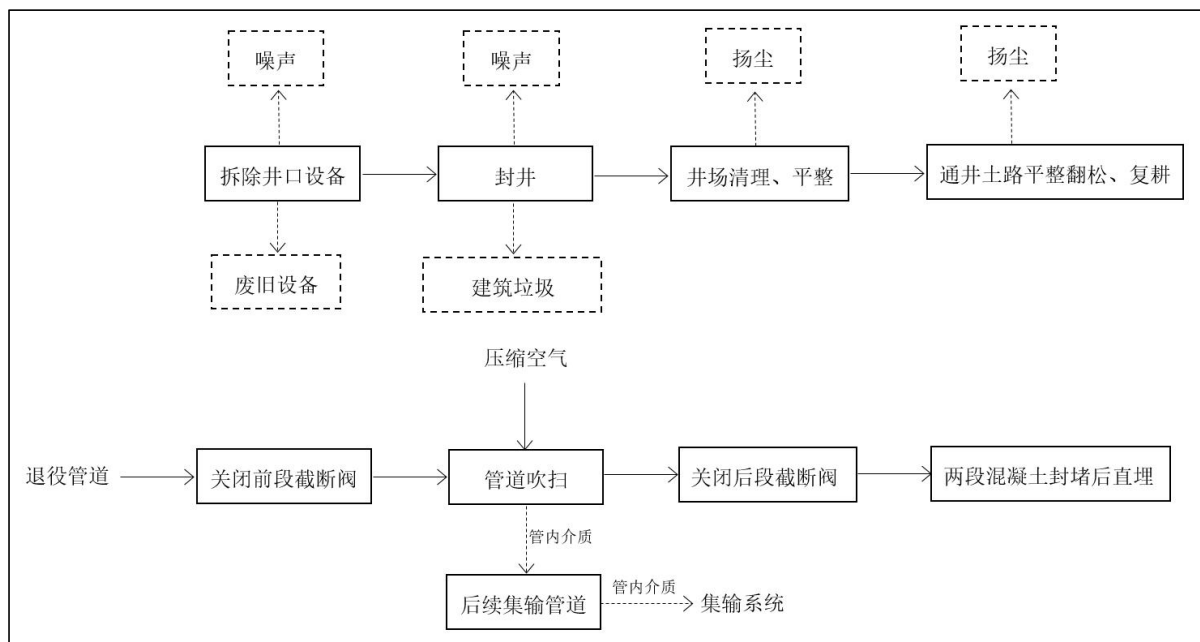 噪声
噪声
扬尘
扬尘
拆除井口设备
封井
井场清理、平整
通井土路平整翻松、复耕
废旧设备
建筑垃圾
压缩空气
退役管道
关闭前段截断阀
管道吹扫
关闭后段截断阀
两段混凝土封堵后直埋
管内介质
后续集输管道
管内介质
集输系统